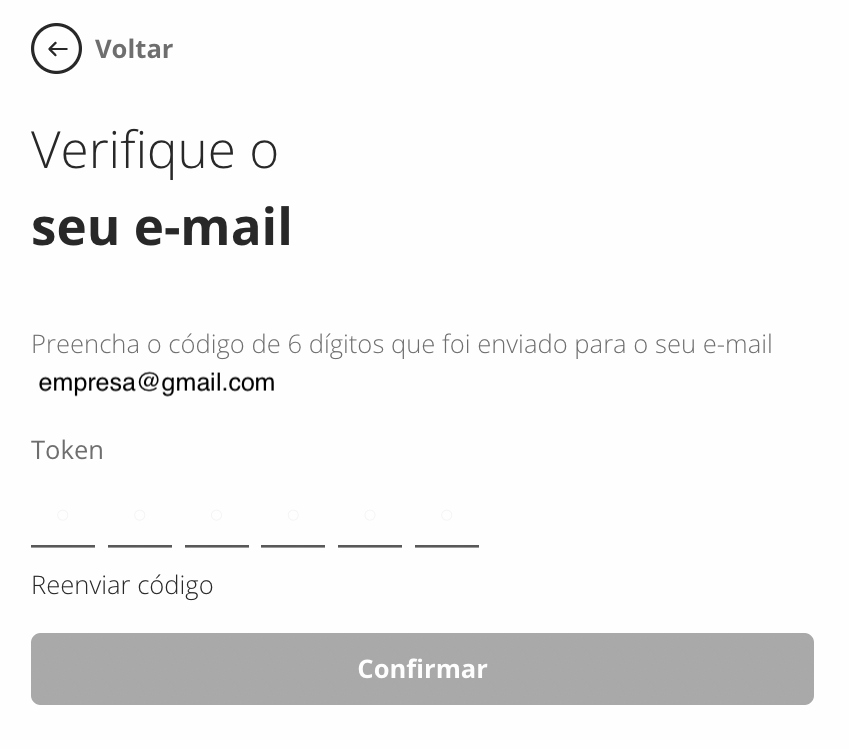 Voltar
Verifique o
seu e-mail
Preencha o código de 6 dígitos que foi enviado para o seu e-mail
empresa@gmail.com
Token
Reenviar código
Confirmar